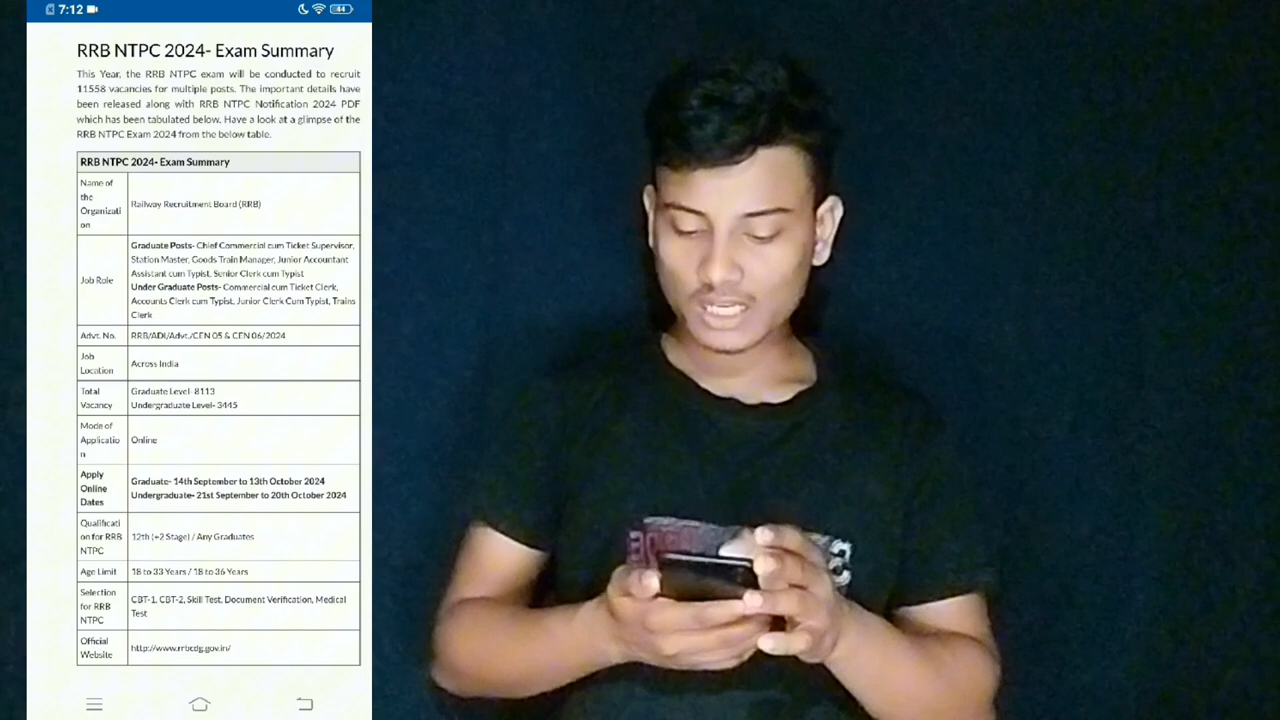 7:12
44
RRB NTPC 2024- Exam Summary
This Year, the RRB NTPC exam will be conducted to recruit
11558 vacancies for multiple posts. The important details have
been released along with RRB NTPC Notification 2024 PDF
which has been tabulated below. Have a look at a glimpse of the
RRB NTPC Exam 2024 from the below table.
RRB NTPC 2024- Exam Summary
Name of
the
Organizati
on
Railway Recruitment Board (RRB)
Job Role
Graduate Posts- Chief Commercial cum Ticket Supervisor,
Station Master, Goods Train Manager, Junior Accountant
Assistant cum Typist, Senior Clerk cum Typist
Under Graduate Posts- Commercial cum Ticket Clerk,
Accounts Clerk cum Typist, Junior Clerk Cum Typist, Trains
Clerk
Advt. No.
RRB/ADI/Advt./CEN 05 & CEN 06/2024
Job
Location
Across India
Total
Vacancy
Graduate Level-8113
Undergraduate Level- 3445
Mode of
Applicatio
n
Online
Apply
Online
Dates
Graduate- 14th September to 13th October 2024
Undergraduate- 21st September to 20th October 2024
Qualificati
on for RRB
NTPC
12th (+2 Stage) / Any Graduates
Age Limit
18 to 33 Years / 18 to 36 Years
Selection
for RRB
NTPC
CBT-1, CBT-2, Skill Test, Document Verification, Medical
Test
Official
Website
http://www.rrbcdg.gov.in/